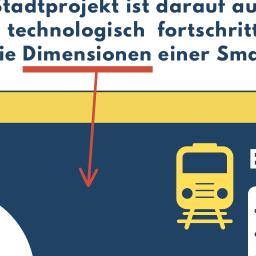 Stadtprojekt ist darauf au
technologisch fortschritt
ie Dimensionen einer Sma